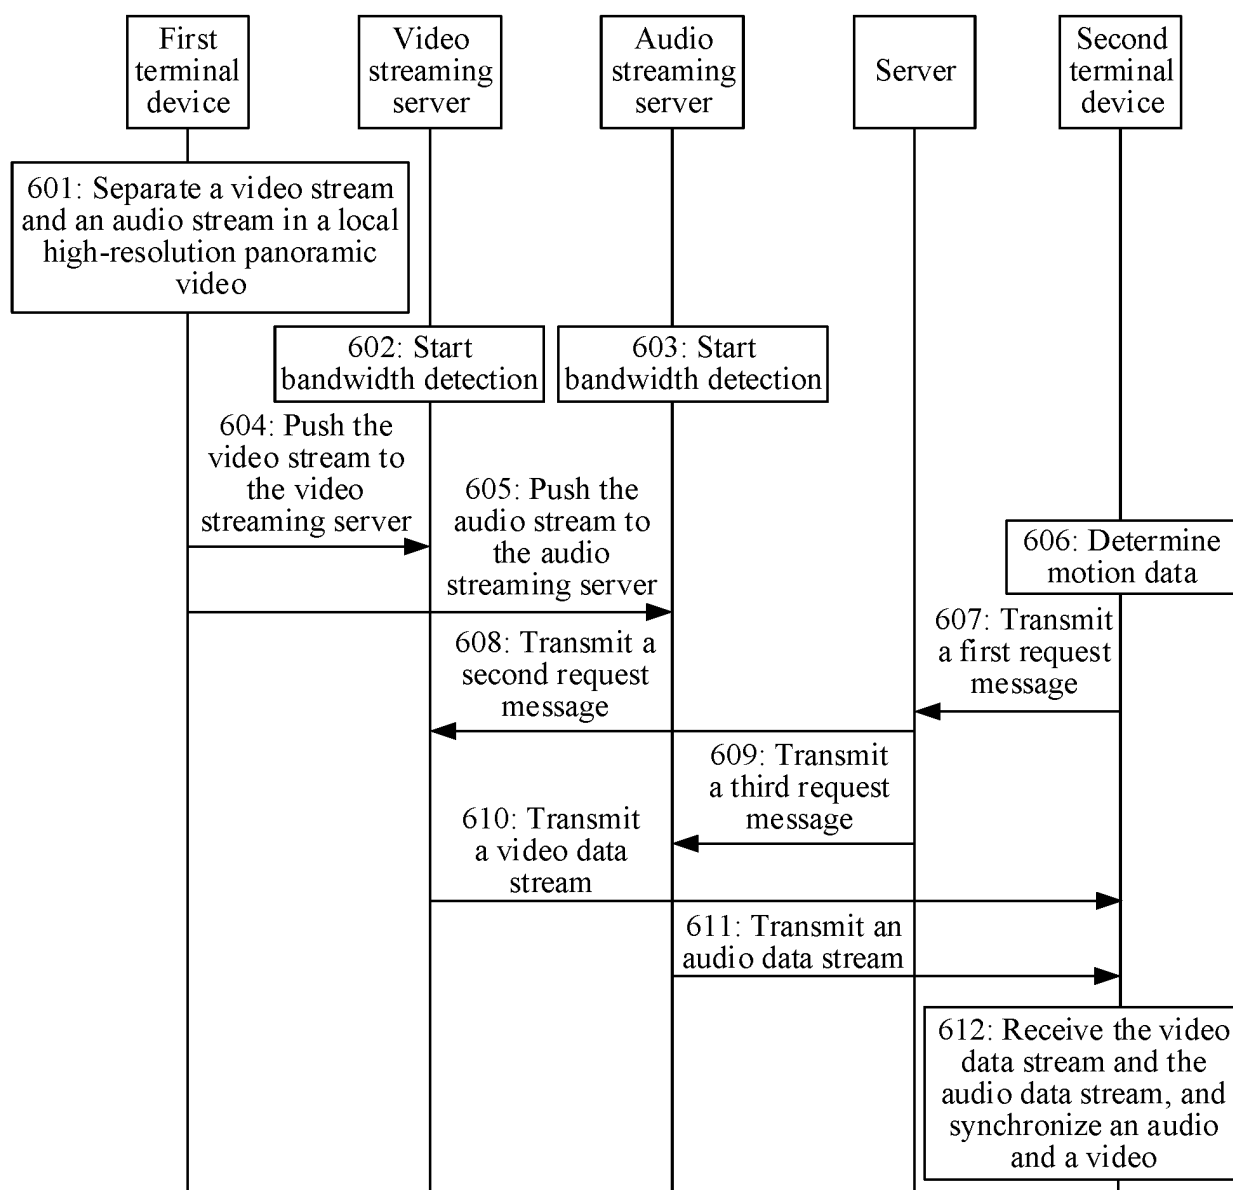 First
terminal
device
Video
streaming
server
Audio
streaming
server
Server
Second
terminal
device
601: Separate a video stream
and an audio stream in a local
high-resolution panoramic
video
602: Start
bandwidth detection
603: Start
bandwidth detection
604: Push the
video stream to
the video
streaming server
605: Push the
audio stream to
the audio
streaming server
606: Determine
motion data
607: Transmit
a first request
message
608: Transmit a
second request
message
609: Transmit
a third request
message
610: Transmit
a video data
stream
611: Transmit an
audio data stream
612: Receive the video
data stream and the
audio data stream, and
synchronize an audio
and a video